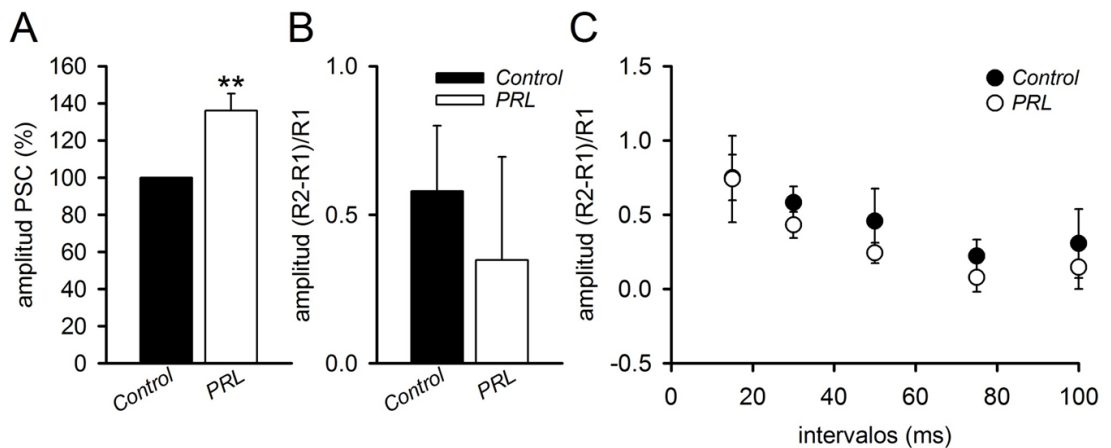 A
amplitud PSC (%)
160
140
120
100
80
60
40
20
0
**
Control
PRL
B
amplitud (R2-R1)/R1
1.0
0.5
0.0
Control
PRL
Control
PRL
C
amplitud (R2-R1)/R1
1.5
1.0
0.5
0.0
-0.5
Control
PRL
0 20 40 60 80 100
intervalos (ms)